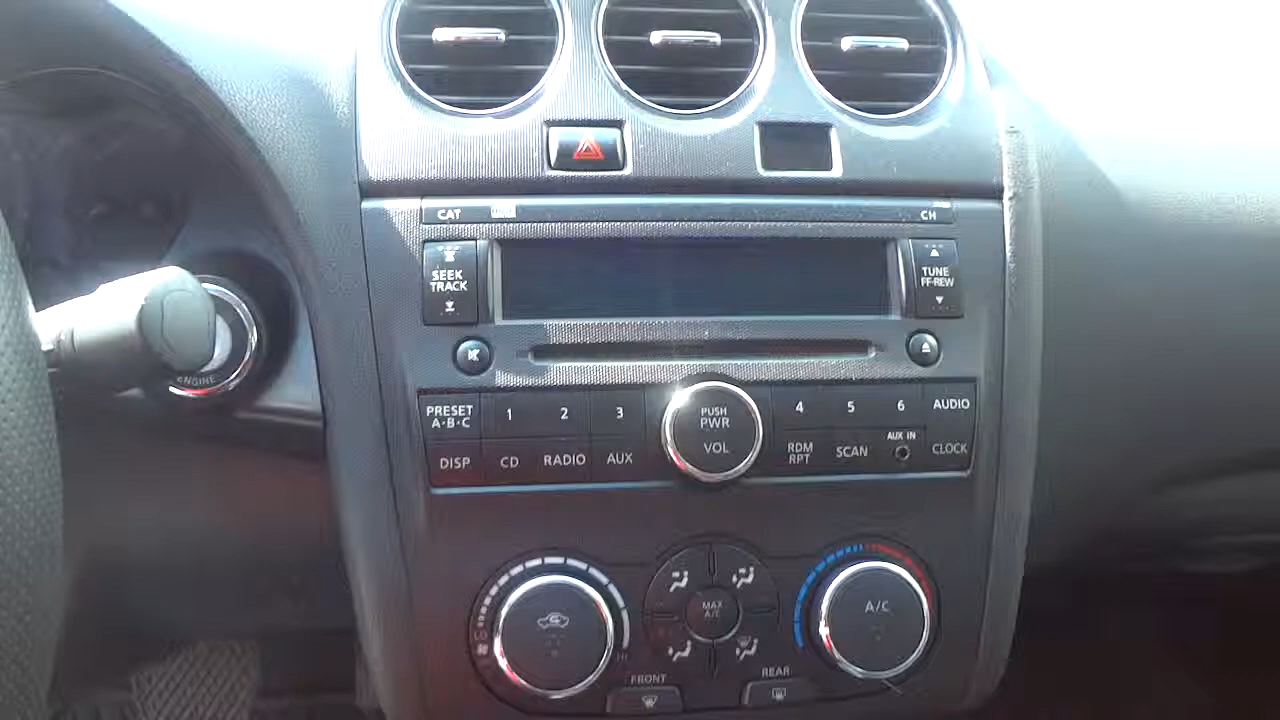 CAT
CH
SEEK
TRACK
TUNE
FF·REW
ENGINE
PRESET
A·B·C
1
2
3
PUSH
PWR
VOL
4
5
6
AUDIO
DISP
CD
RADIO
AUX
RDM
RPT
SCAN
AUX IN
CLOCK
MAX
A/C
A/C
HI
FRONT
REAR